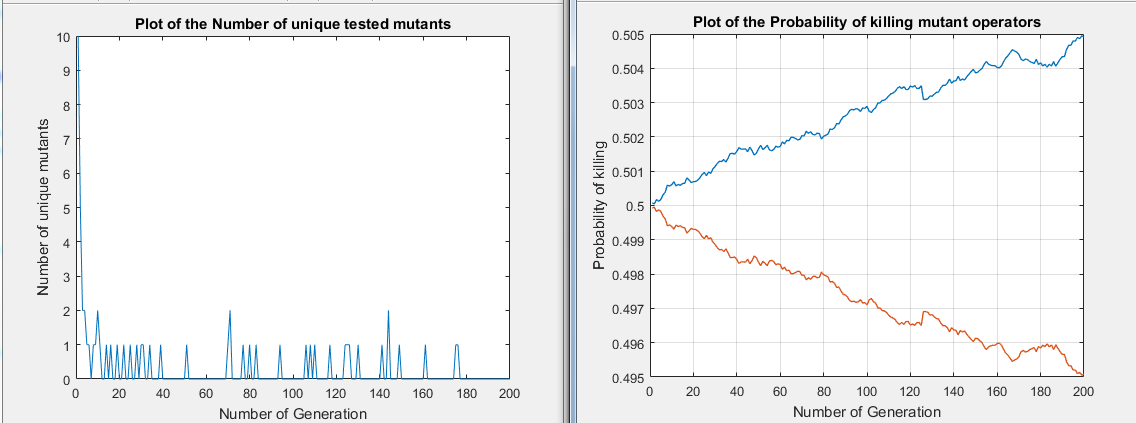 Plot of the Number of unique tested mutants
Number of unique mutants
10
9
8
7
6
5
4
3
2
1
0
0 20 40 60 80 100 120 140 160 180 200
Number of Generation
Plot of the Probability of killing mutant operators
Probability of killing
0.505
0.504
0.503
0.502
0.501
0.5
0.499
0.498
0.497
0.496
0.495
0 20 40 60 80 100 120 140 160 180 200
Number of Generation